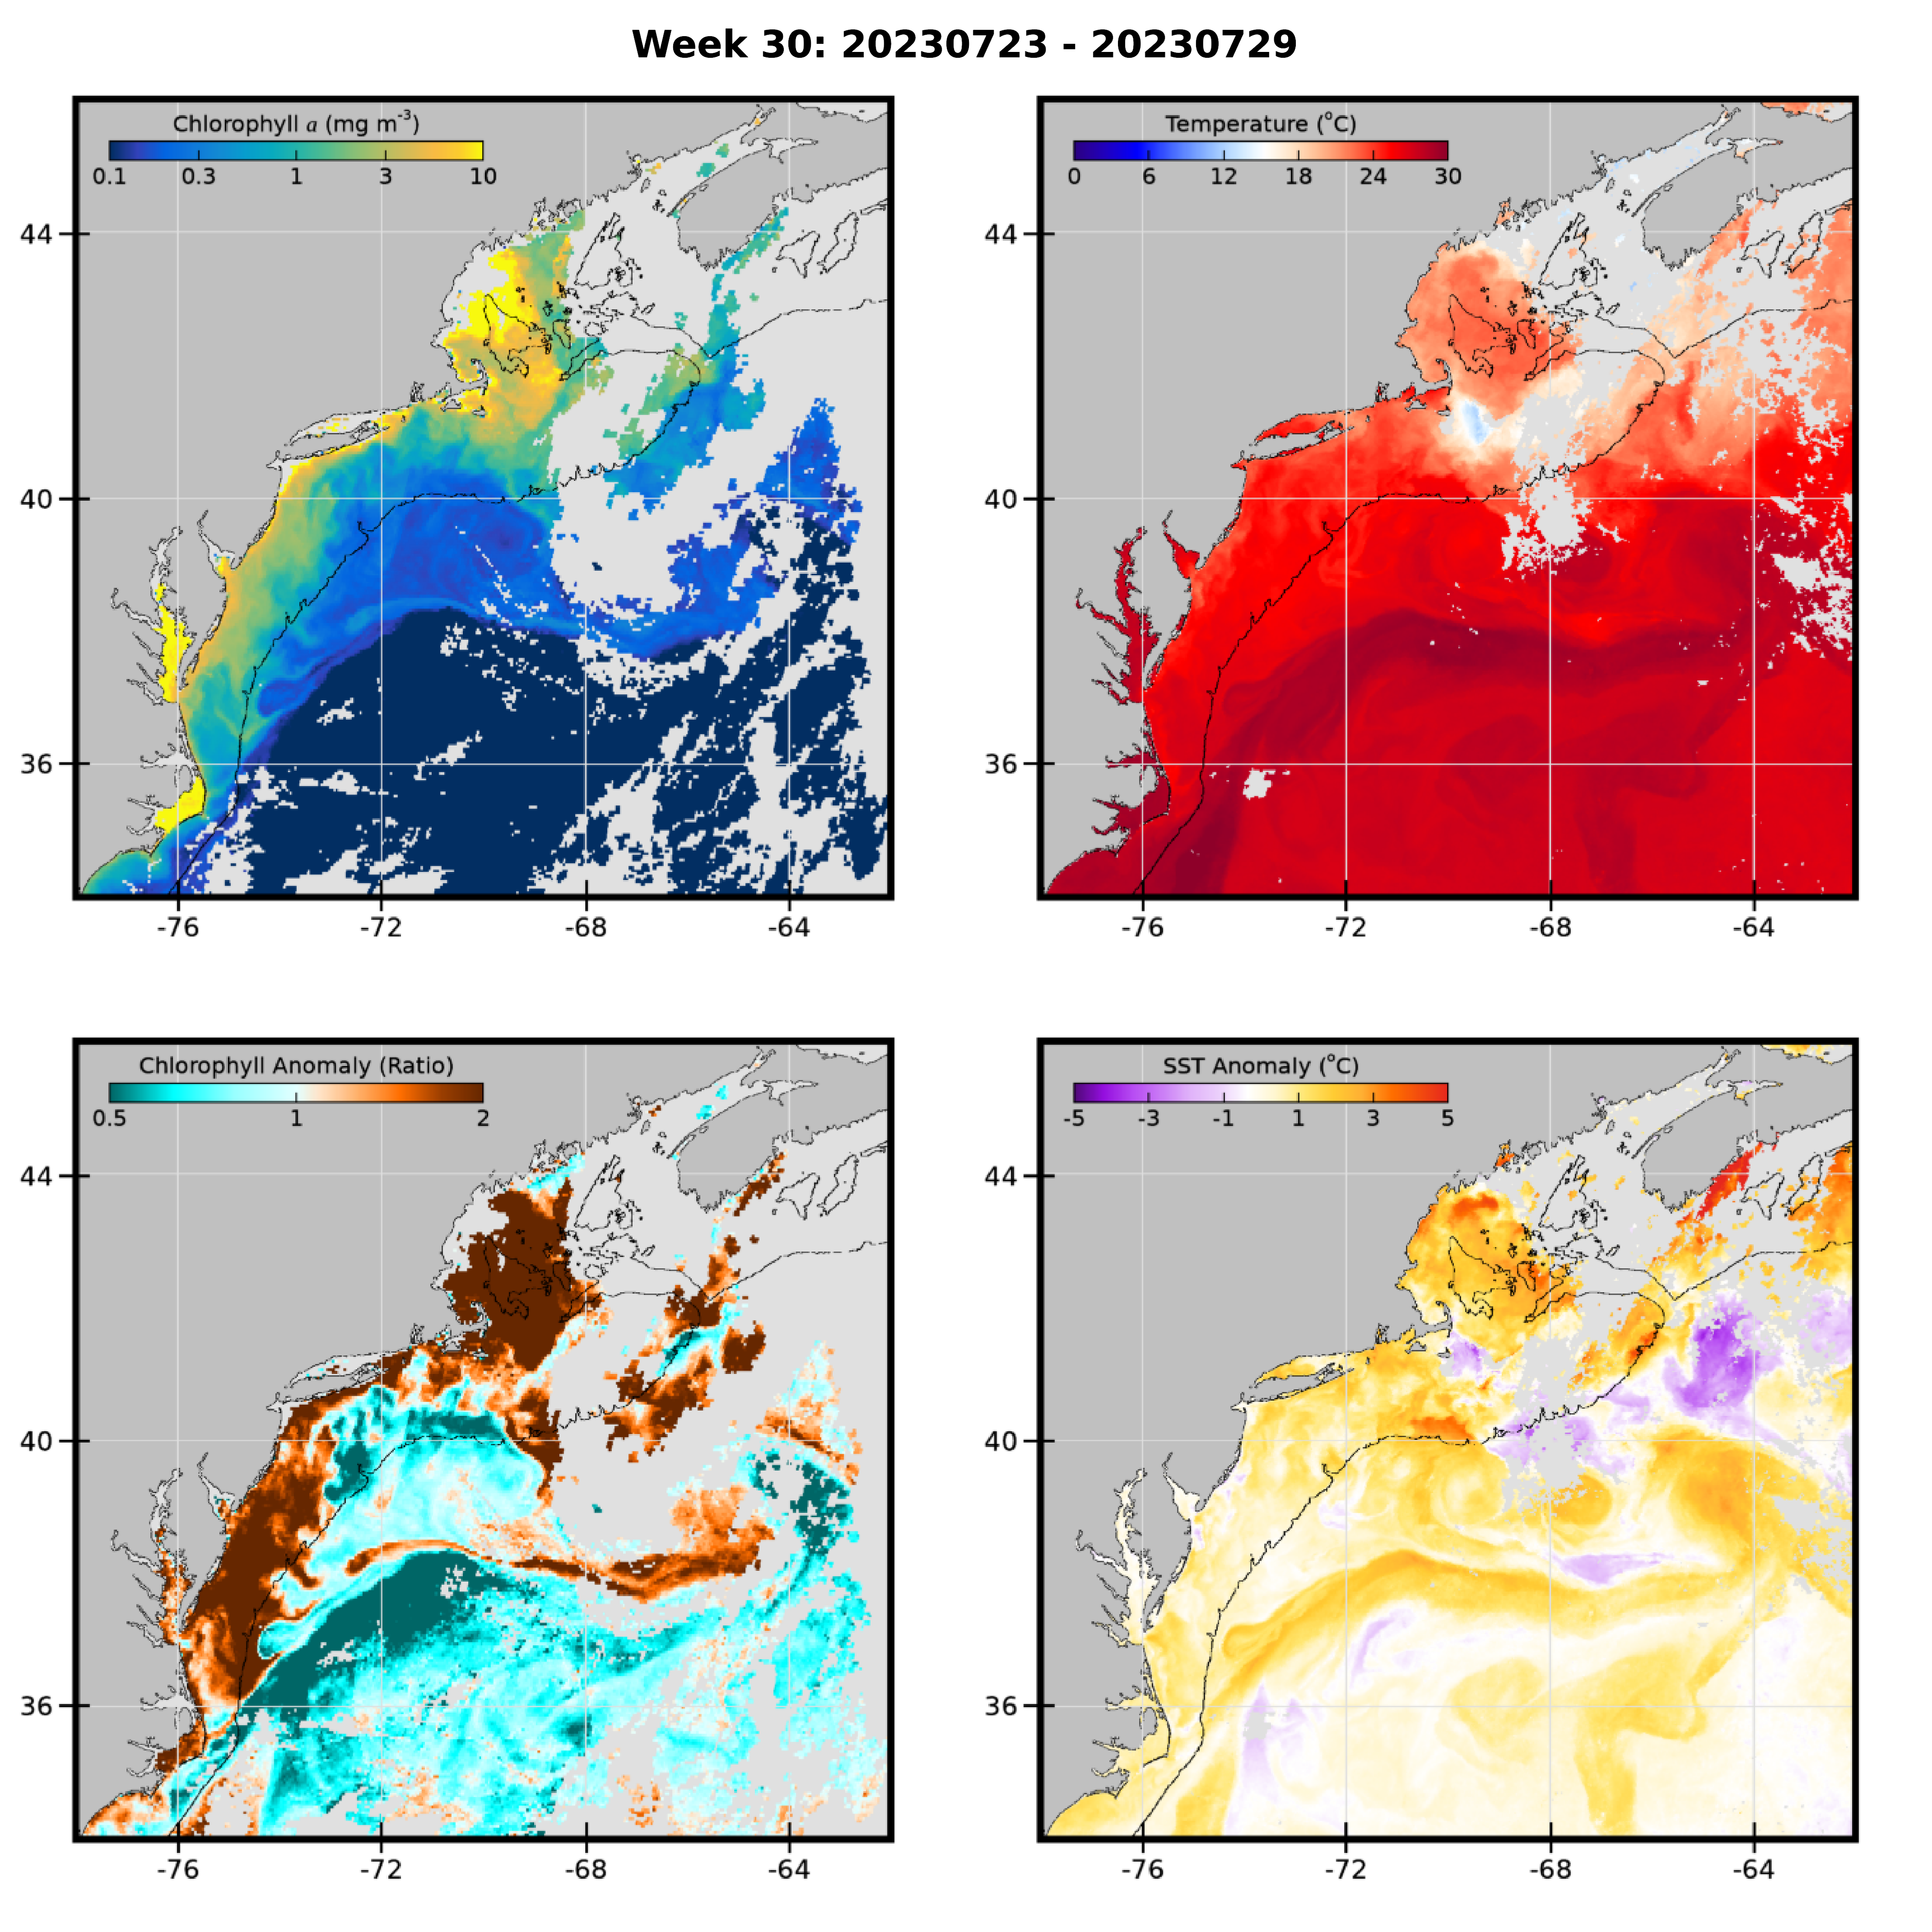 Week 30: 20230723 - 20230729
Chlorophyll a (mg m-3)
0.1 0.3 1 3 10
44
40
36
-76 -72 -68 -64
Temperature (°C)
0 6 12 18 24 30
44
40
36
-76 -72 -68 -64
Chlorophyll Anomaly (Ratio)
0.5 1 2
44
40
36
-76 -72 -68 -64
SST Anomaly (°C)
-5 -3 -1 1 3 5
44
40
36
-76 -72 -68 -64